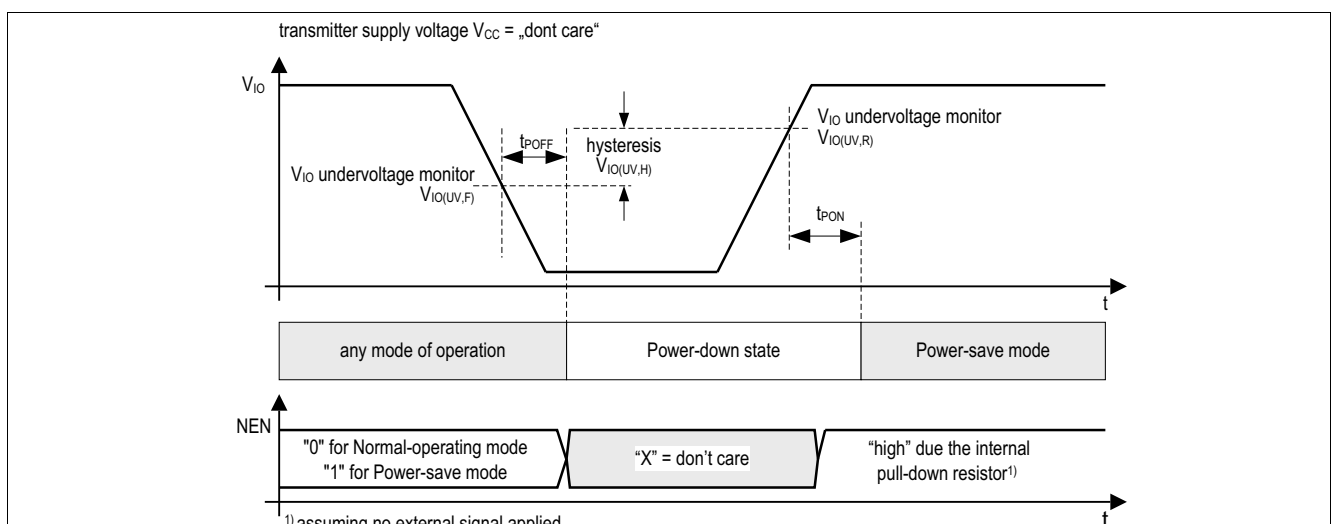 transmitter supply voltage VCC = „dont care“
VIO
tPOFF
hysteresis
VIO(UV,H)
VIO undervoltage monitor
VIO(UV,R)
VIO undervoltage monitor
VIO(UV,F)
tPON
t
any mode of operation
Power-down state
Power-save mode
NEN
"0" for Normal-operating mode
"1" for Power-save mode
“X” = don’t care
“high” due the internal
pull-down resistor1)
1) assuming no external signal applied
t